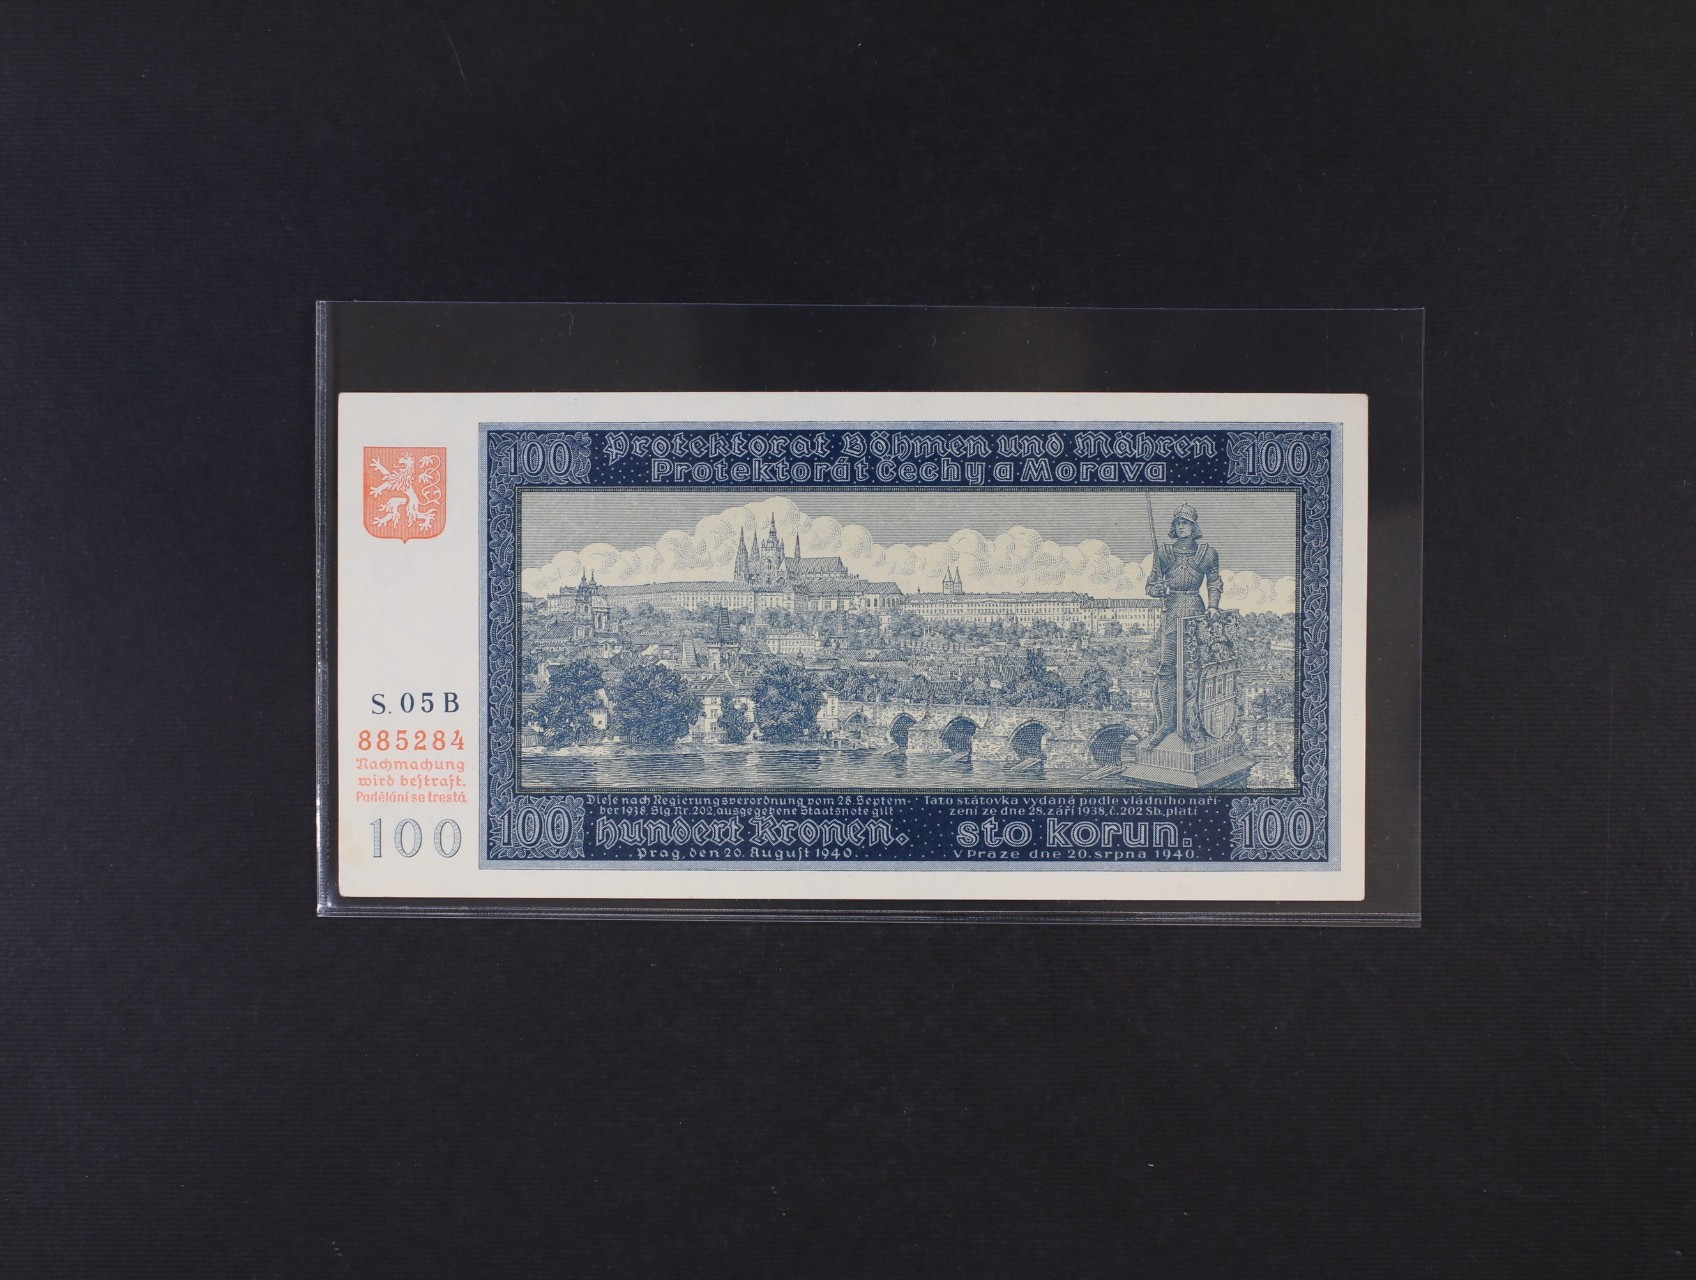 100 Protektorat Böhmen und Mähren 100
Protektorát Čechy a Morava
S. 05 B
885284
Nachmachung
wird bestraft.
Padělání se trestá
100
Diese nach Regierungsverordnung vom 28. Septem-
ber 1938. Slg. Nr. 202, ausgegebene Staatsnote gilt
hundert Kronen.
Prag, den 20. August 1940.
Tato státovka vydaná podle vládního naří-
zení ze dne 28. září 1938, č. 202 Sb. platí
sto korun.
V Praze dne 20. srpna 1940.
100 100